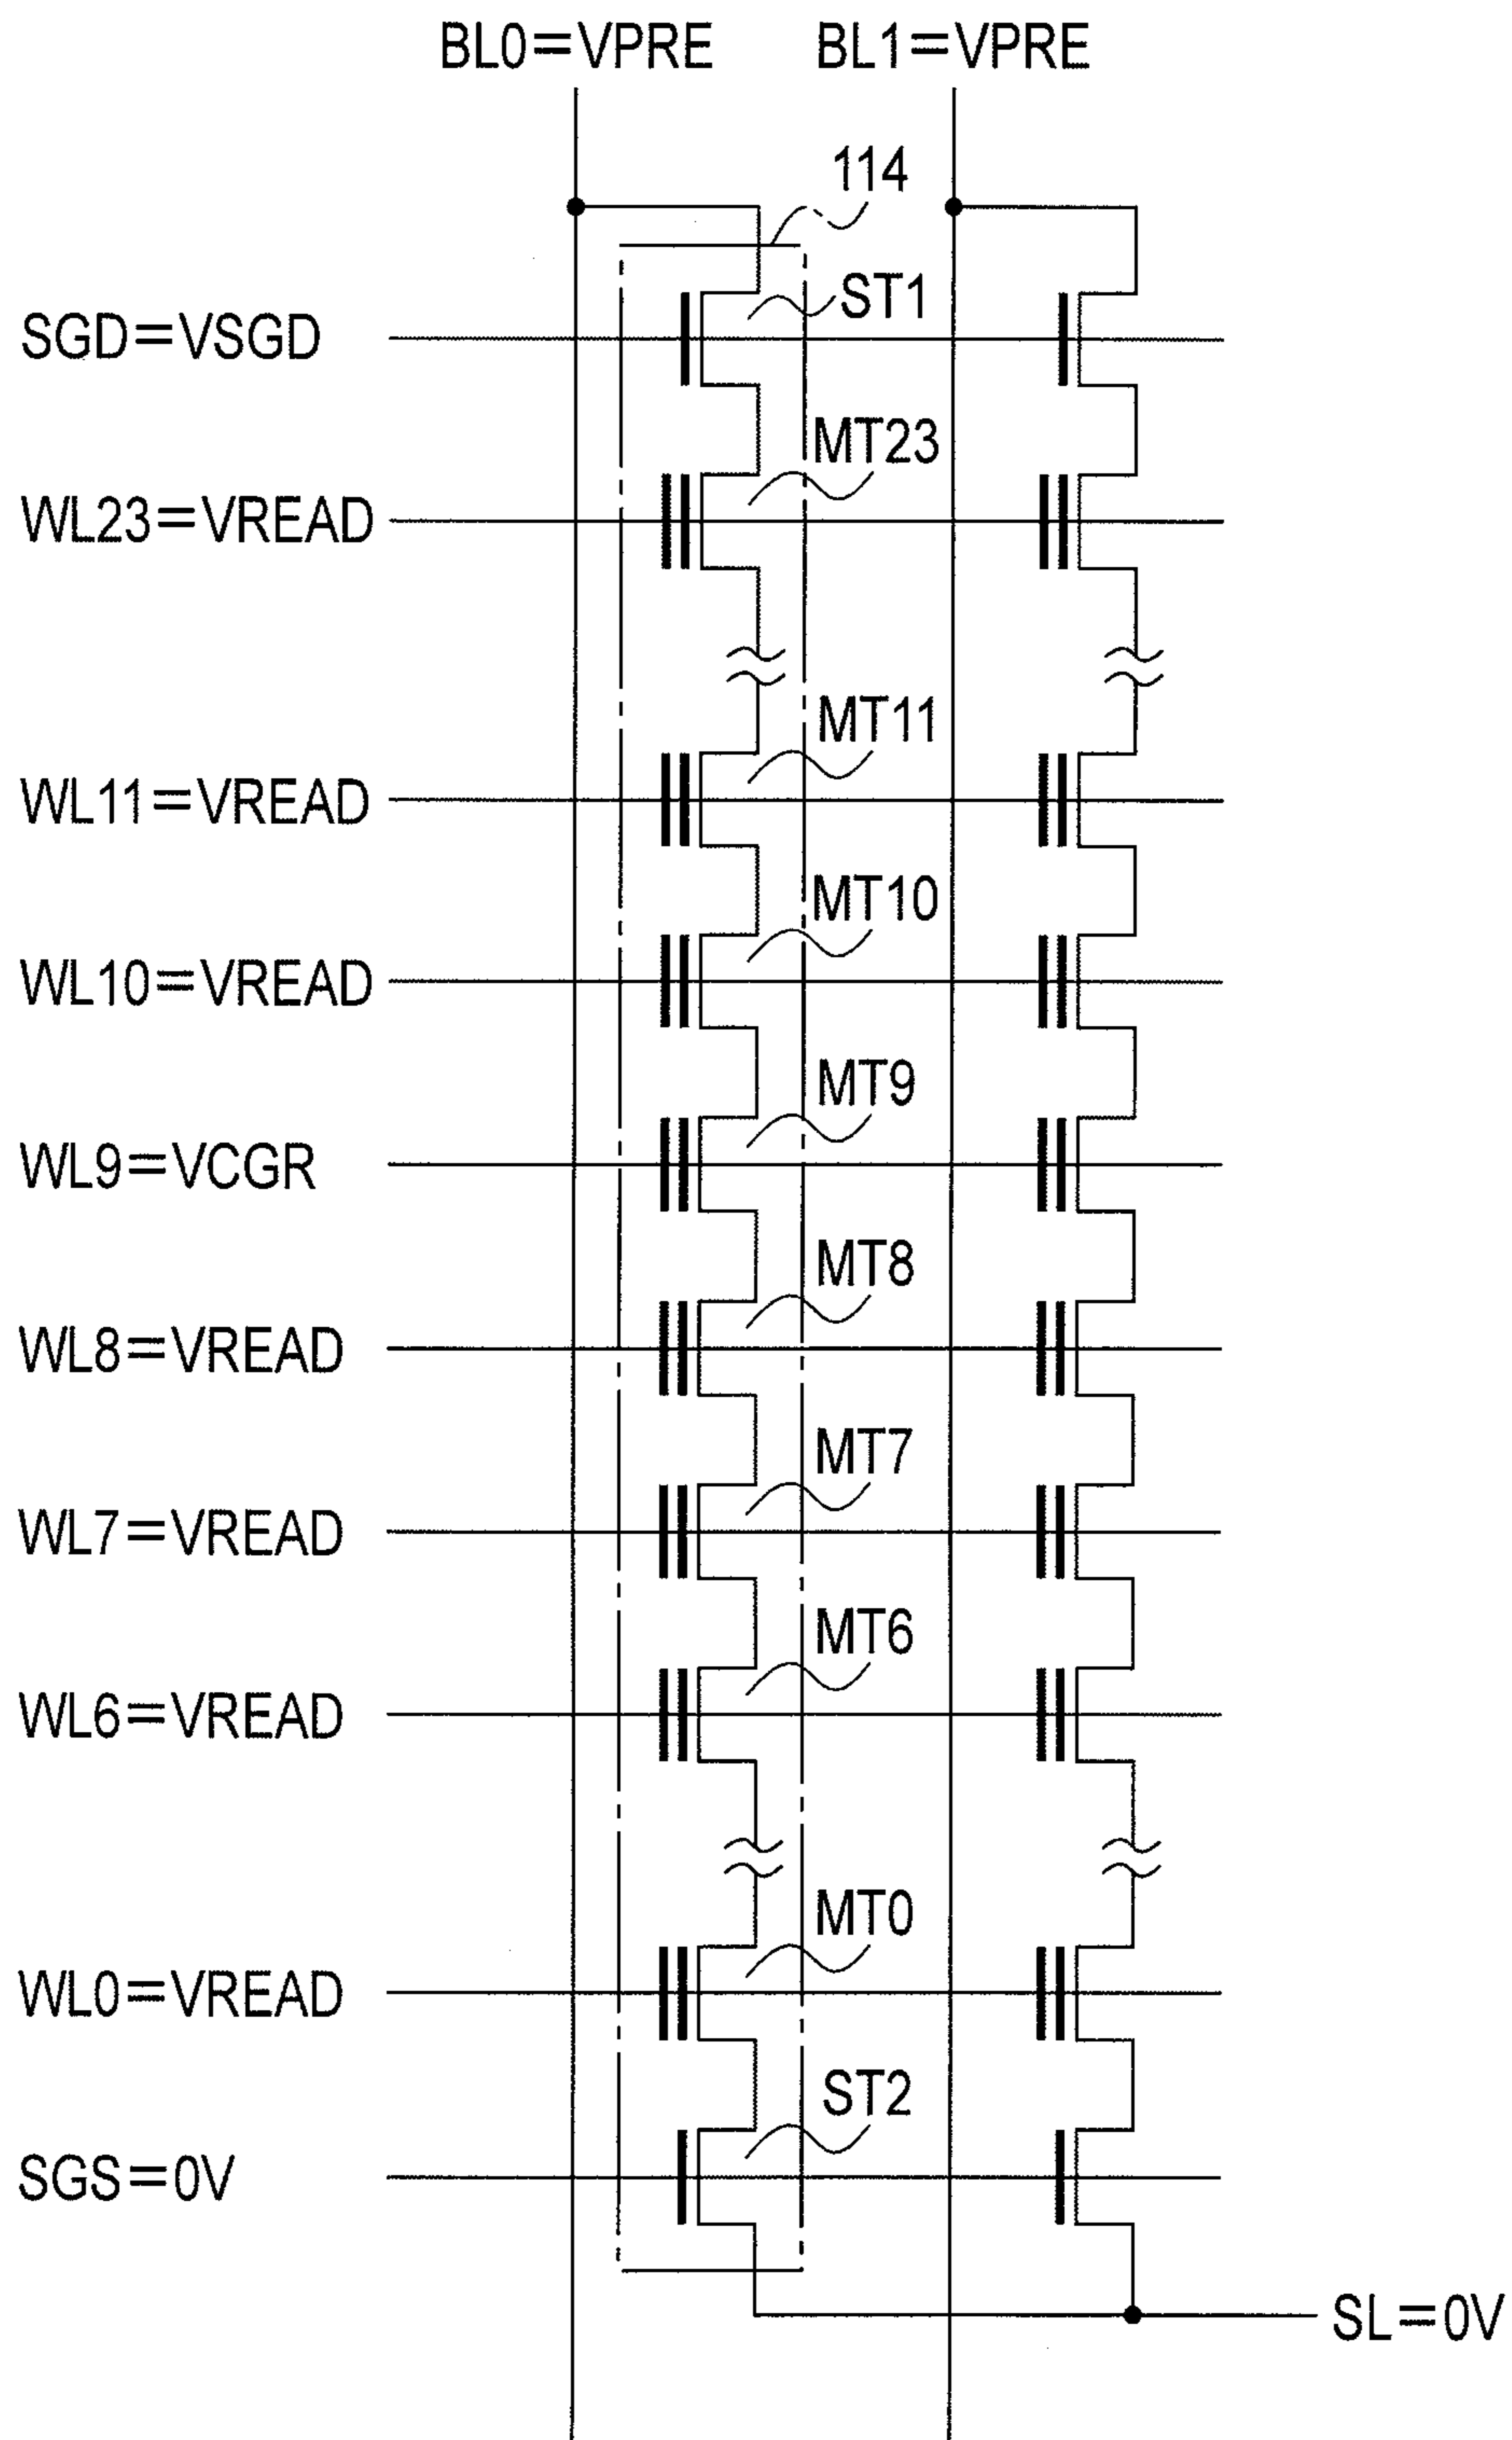 BL0=VPRE BL1=VPRE
114
SGD=VSGD ST1
MT23
WL23=VREAD
MT11
WL11=VREAD
MT10
WL10=VREAD
MT9
WL9=VCGR
MT8
WL8=VREAD
MT7
WL7=VREAD
MT6
WL6=VREAD
MT0
WL0=VREAD
ST2
SGS=0V
SL=0V